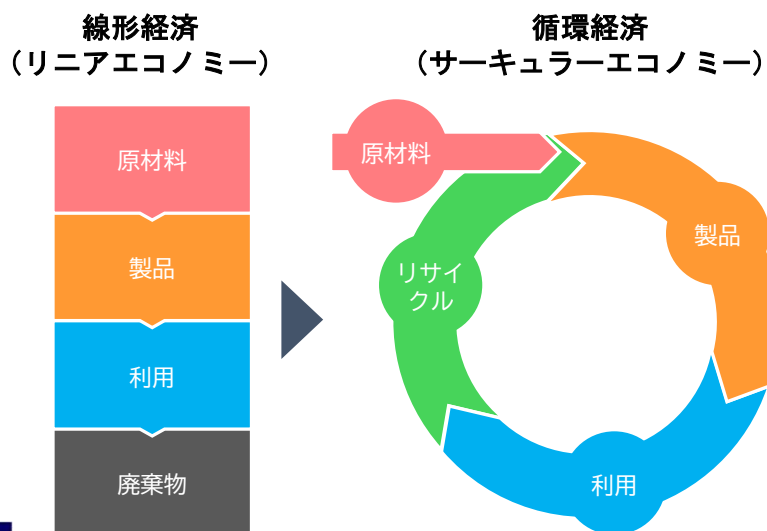 線形経済
（リニアエコノミー）
循環経済
（サーキュラーエコノミー）
原材料
製品
利用
廃棄物
原材料
製品
リサイ
クル
利用